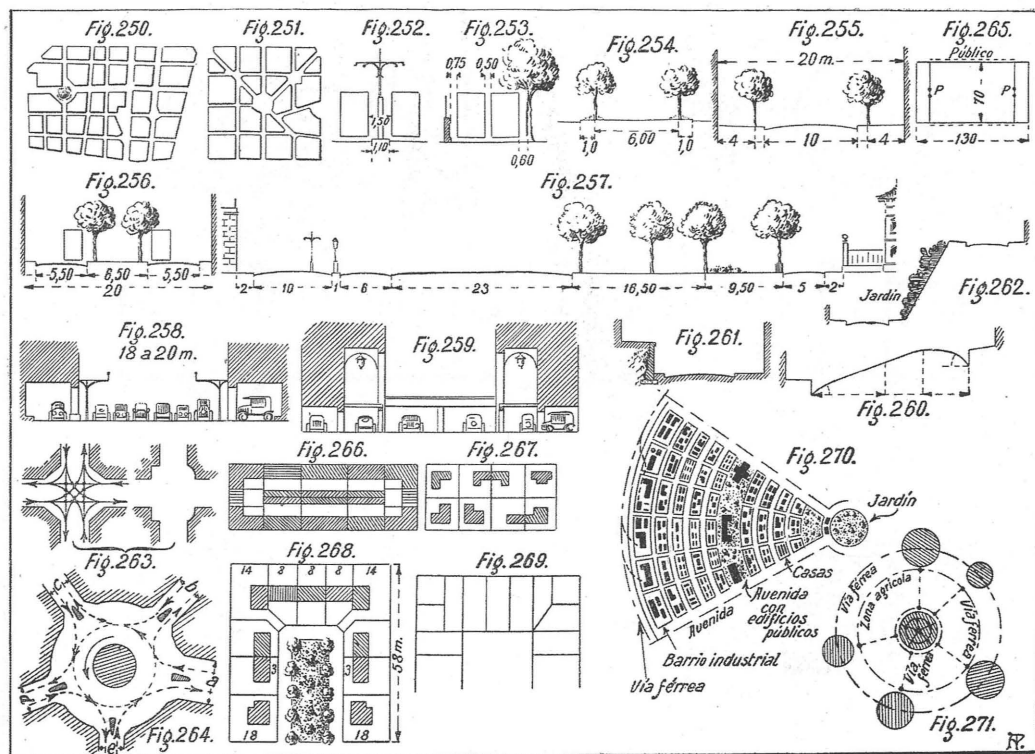 Fig.250.
Fig.251.
Fig.252.
1,50
1,10
Fig.253.
0,75
0,50
0,60
Fig.254.
6,00
1,0
1,0
Fig.255.
20 m.
4
10
4
Fig.265.
Público
P
P
70
130
Fig.256.
5,50
6,50
5,50
20
Fig.257.
2
10
1
6
23
16,50
9,50
5
2
Jardín
Fig.262.
Fig.258.
18 a 20 m.
Fig.259.
Fig.261.
Fig.260.
Fig.263.
Fig.266.
Fig.267.
Fig.270.
Jardín
Casas
Avenida
con
edificios
públicos
Avenida
Barrio industrial
Vía férrea
Fig.264.
c
b
a
d
e
Fig.268.
14
8
8
8
14
58 m.
3
3
18
18
Fig.269.
Vía férrea
Zona agrícola
Vía férrea
Vía
férrea
Fig.271.